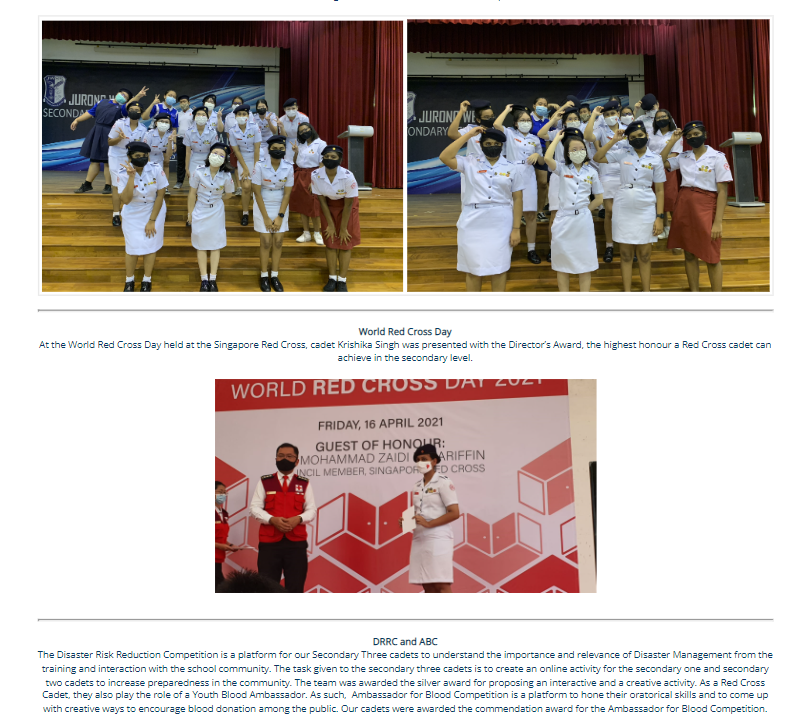 JURONG W
SECONDA
JURONG WE
ONDARY
World Red Cross Day
At the World Red Cross Day held at the Singapore Red Cross, cadet Krishika Singh was presented with the Director's Award, the highest honour a Red Cross cadet can
achieve in the secondary level.
WORLD RED CROSS DAY 2021
FRIDAY, 16 APRIL 2021
GUEST OF HONOUR:
MOHAMMAD ZAIDI ARIFFIN
NCIL MEMBER, SINGAPOR ED CROSS
DRRC and ABC
The Disaster Risk Reduction Competition is a platform for our Secondary Three cadets to understand the importance and relevance of Disaster Management from the
training and interaction with the school community. The task given to the secondary three cadets is to create an online activity for the secondary one and secondary
two cadets to increase preparedness in the community. The team was awarded the silver award for proposing an interactive and a creative activity. As a Red Cross
Cadet, they also play the role of a Youth Blood Ambassador. As such, Ambassador for Blood Competition is a platform to hone their oratorical skills and to come up
with creative ways to encourage blood donation among the public. Our cadets were awarded the commendation award for the Ambassador for Blood Competition.